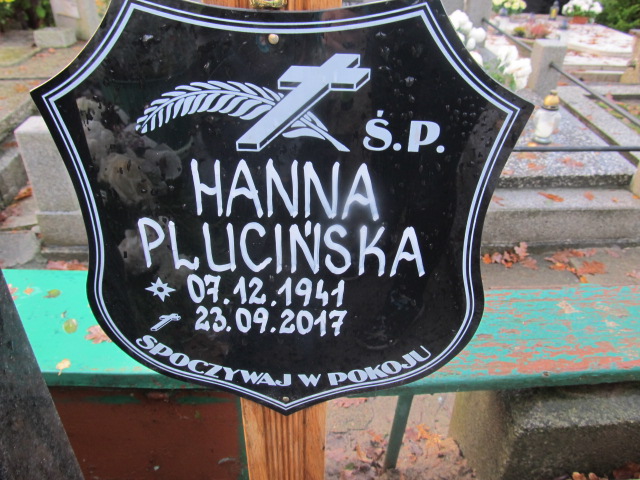 Ś.P.
HANNA
PLUCIŃSKA
07.12.1941
23.09.2017
SPOCZYWAJ W POKOJU